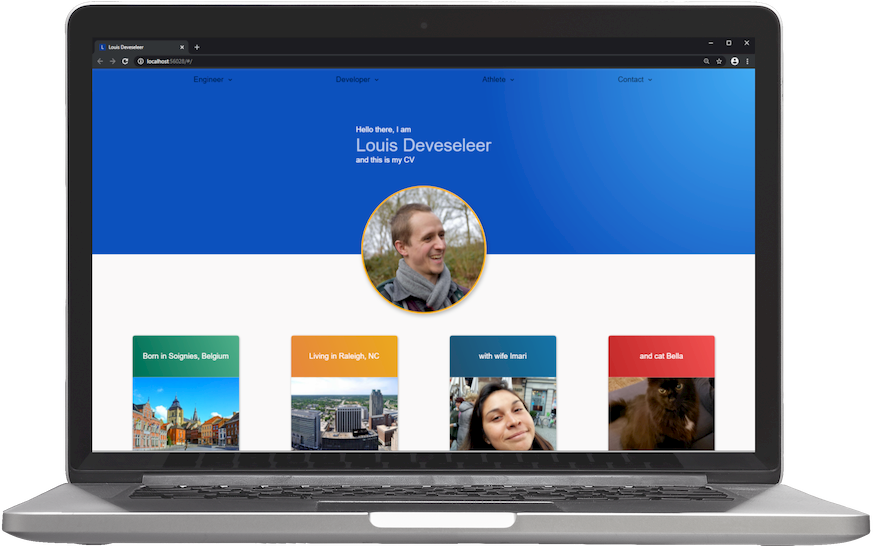 Louis Deveseleer
localhost:56028/#/
Engineer
Developer
Athlete
Contact
Hello there, I am
Louis Deveseleer
and this is my CV
Born in Soignies, Belgium
Living in Raleigh, NC
with wife Imari
and cat Bella